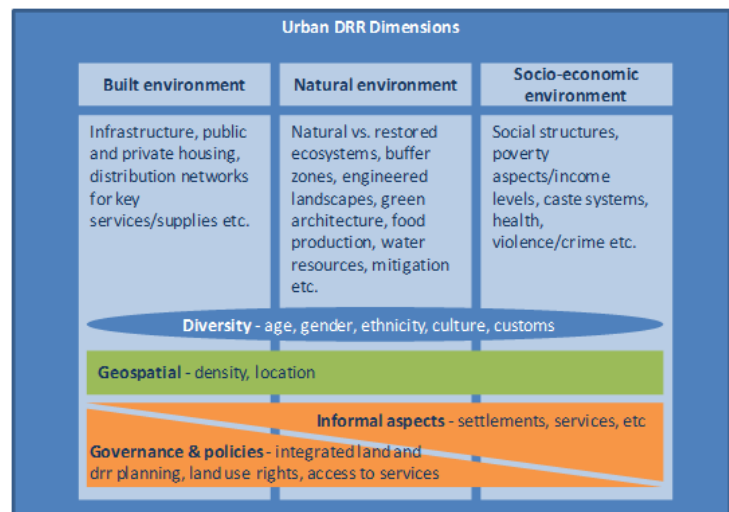 Urban DRR Dimensions
Built environment
Natural environment
Socio-economic
environment
Infrastructure, public
and private housing,
distribution networks
for key
services/supplies etc.
Natural vs. restored
ecosystems, buffer
zones, engineered
landscapes, green
architecture, food
production, water
resources, mitigation
etc.
Social structures,
poverty
aspects/income
levels, caste systems,
health,
violence/crime etc.
Diversity - age, gender, ethnicity, culture, customs
Geospatial - density, location
Informal aspects - settlements, services, etc
Governance & policies - integrated land and
drr planning, land use rights, access to services